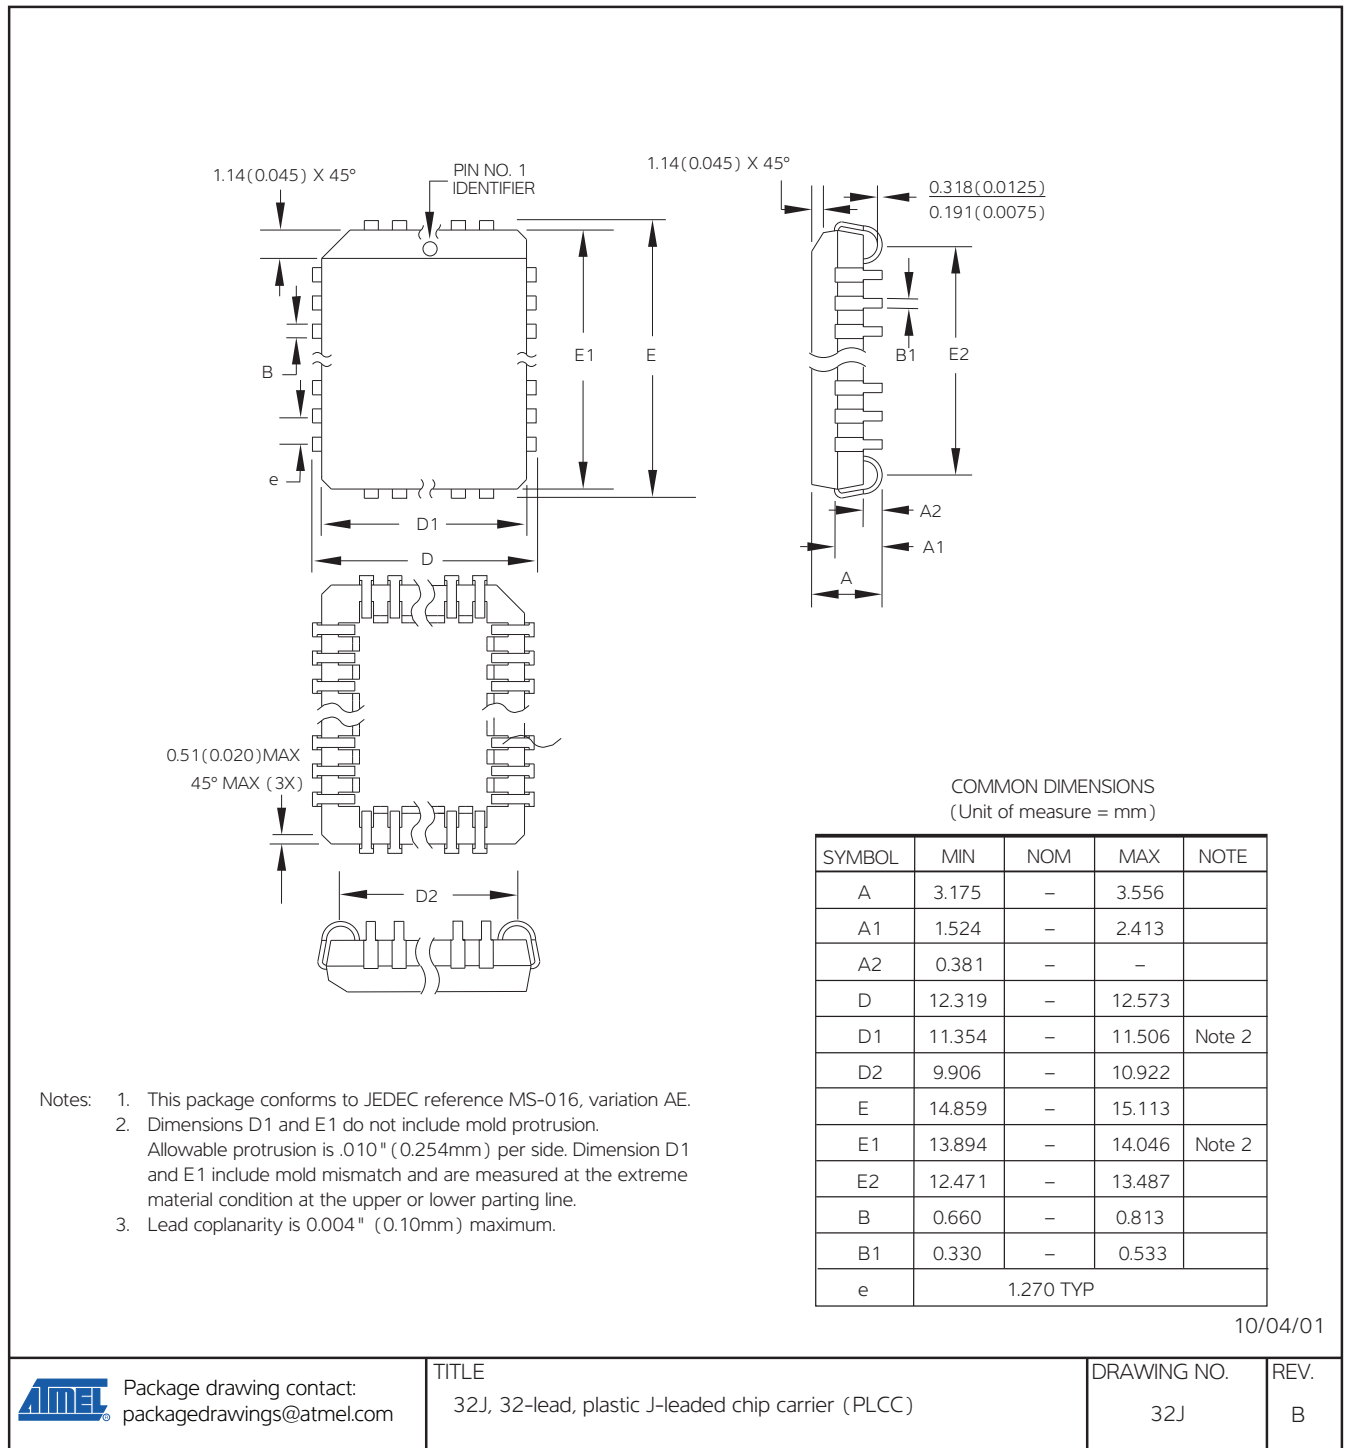 1.14(0.045) X 45°
PIN NO. 1
IDENTIFIER
1.14(0.045) X 45°
0.318(0.0125)
0.191(0.0075)
B
e
E1
E
B1
E2
D1
D
A2
A1
A
0.51(0.020)MAX
45° MAX (3X)
D2
COMMON DIMENSIONS
(Unit of measure = mm)
SYMBOL MIN NOM MAX NOTE
A 3.175 – 3.556
A1 1.524 – 2.413
A2 0.381 – –
D 12.319 – 12.573
D1 11.354 – 11.506 Note 2
D2 9.906 – 10.922
E 14.859 – 15.113
E1 13.894 – 14.046 Note 2
E2 12.471 – 13.487
B 0.660 – 0.813
B1 0.330 – 0.533
e 1.270 TYP
Notes: 1. This package conforms to JEDEC reference MS-016, variation AE.
2. Dimensions D1 and E1 do not include mold protrusion.
Allowable protrusion is .010"(0.254mm) per side. Dimension D1
and E1 include mold mismatch and are measured at the extreme
material condition at the upper or lower parting line.
3. Lead coplanarity is 0.004" (0.10mm) maximum.
10/04/01
ATMEL ®
Package drawing contact:
packagedrawings@atmel.com
TITLE
32J, 32-lead, plastic J-leaded chip carrier (PLCC)
DRAWING NO.
32J
REV.
B